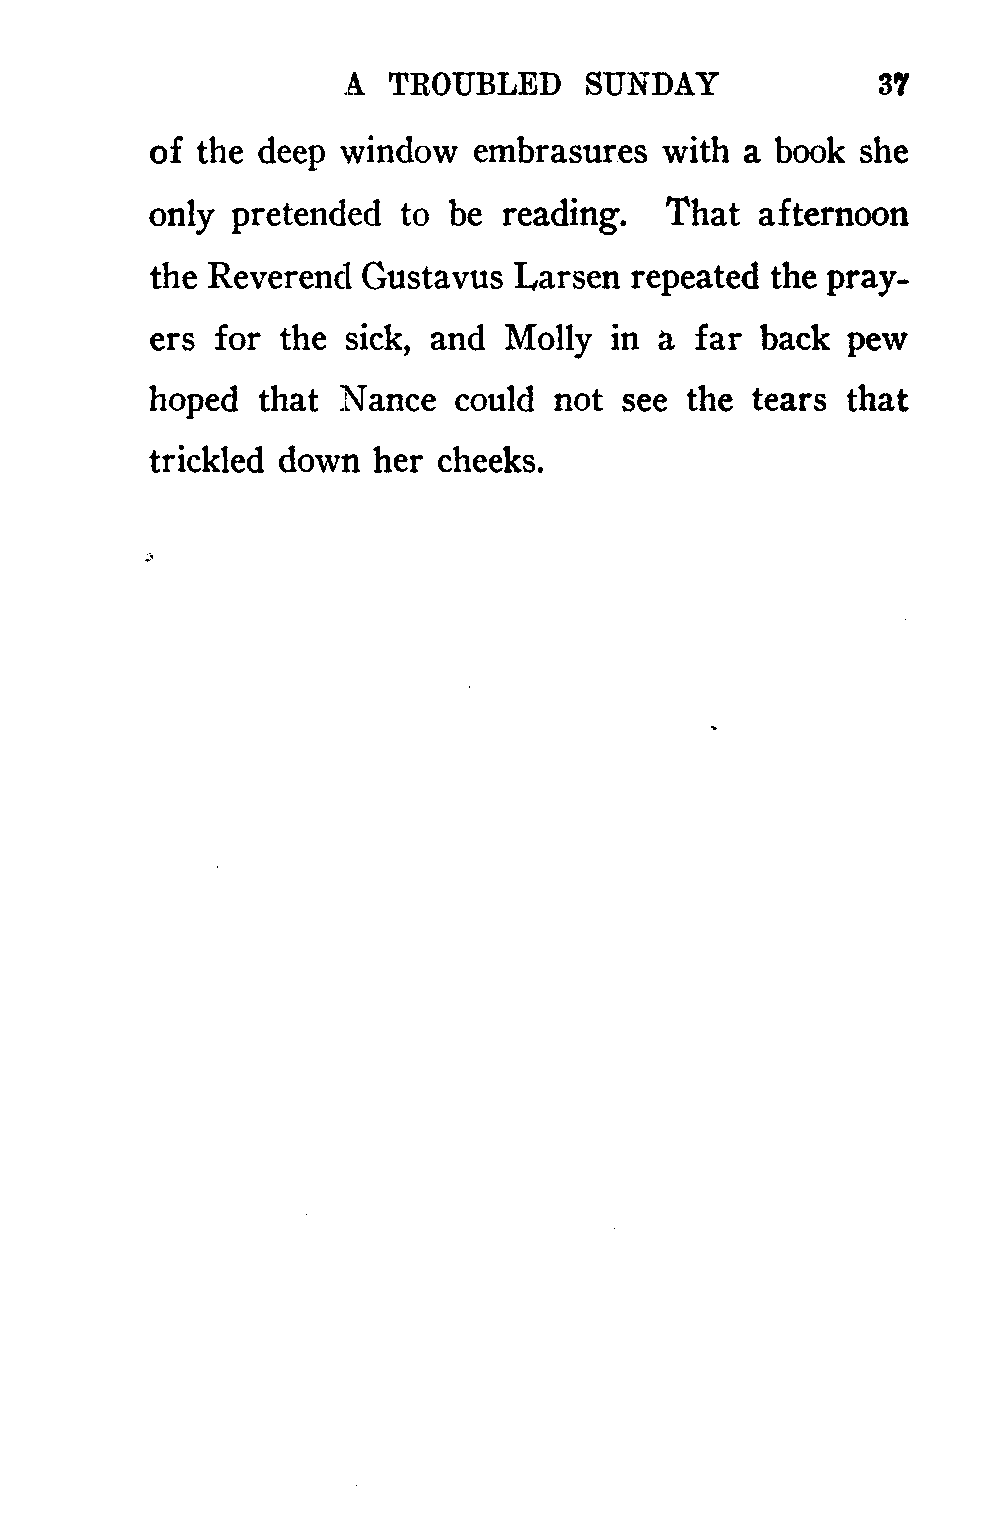 A TROUBLED SUNDAY 37
of the deep window embrasures with a book she
only pretended to be reading. That afternoon
the Reverend Gustavus Larsen repeated the pray-
ers for the sick, and Molly in a far back pew
hoped that Nance could not see the tears that
trickled down her cheeks.